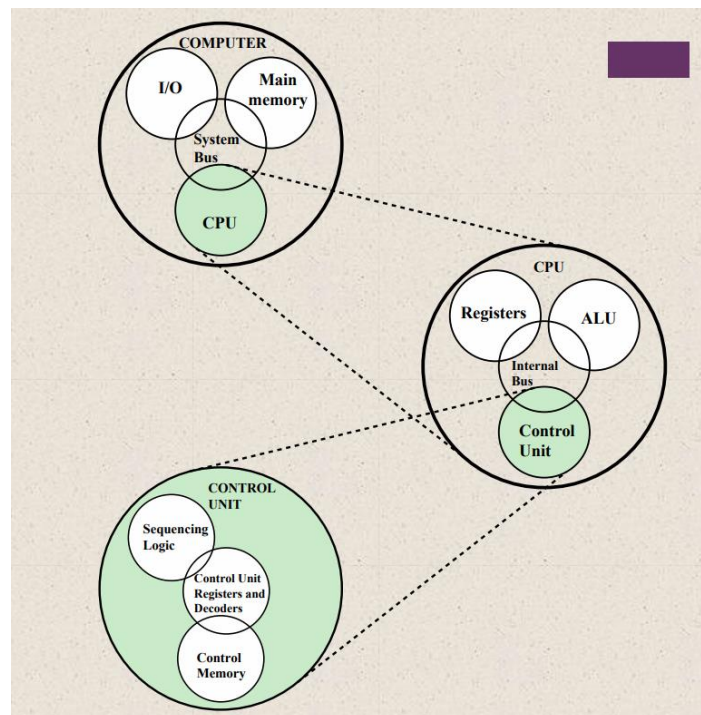 COMPUTER
I/O
Main
memory
System
Bus
CPU
CPU
Registers
ALU
Internal
Bus
Control
Unit
CONTROL
UNIT
Sequencing
Logic
Control Unit
Registers and
Decoders
Control
Memory